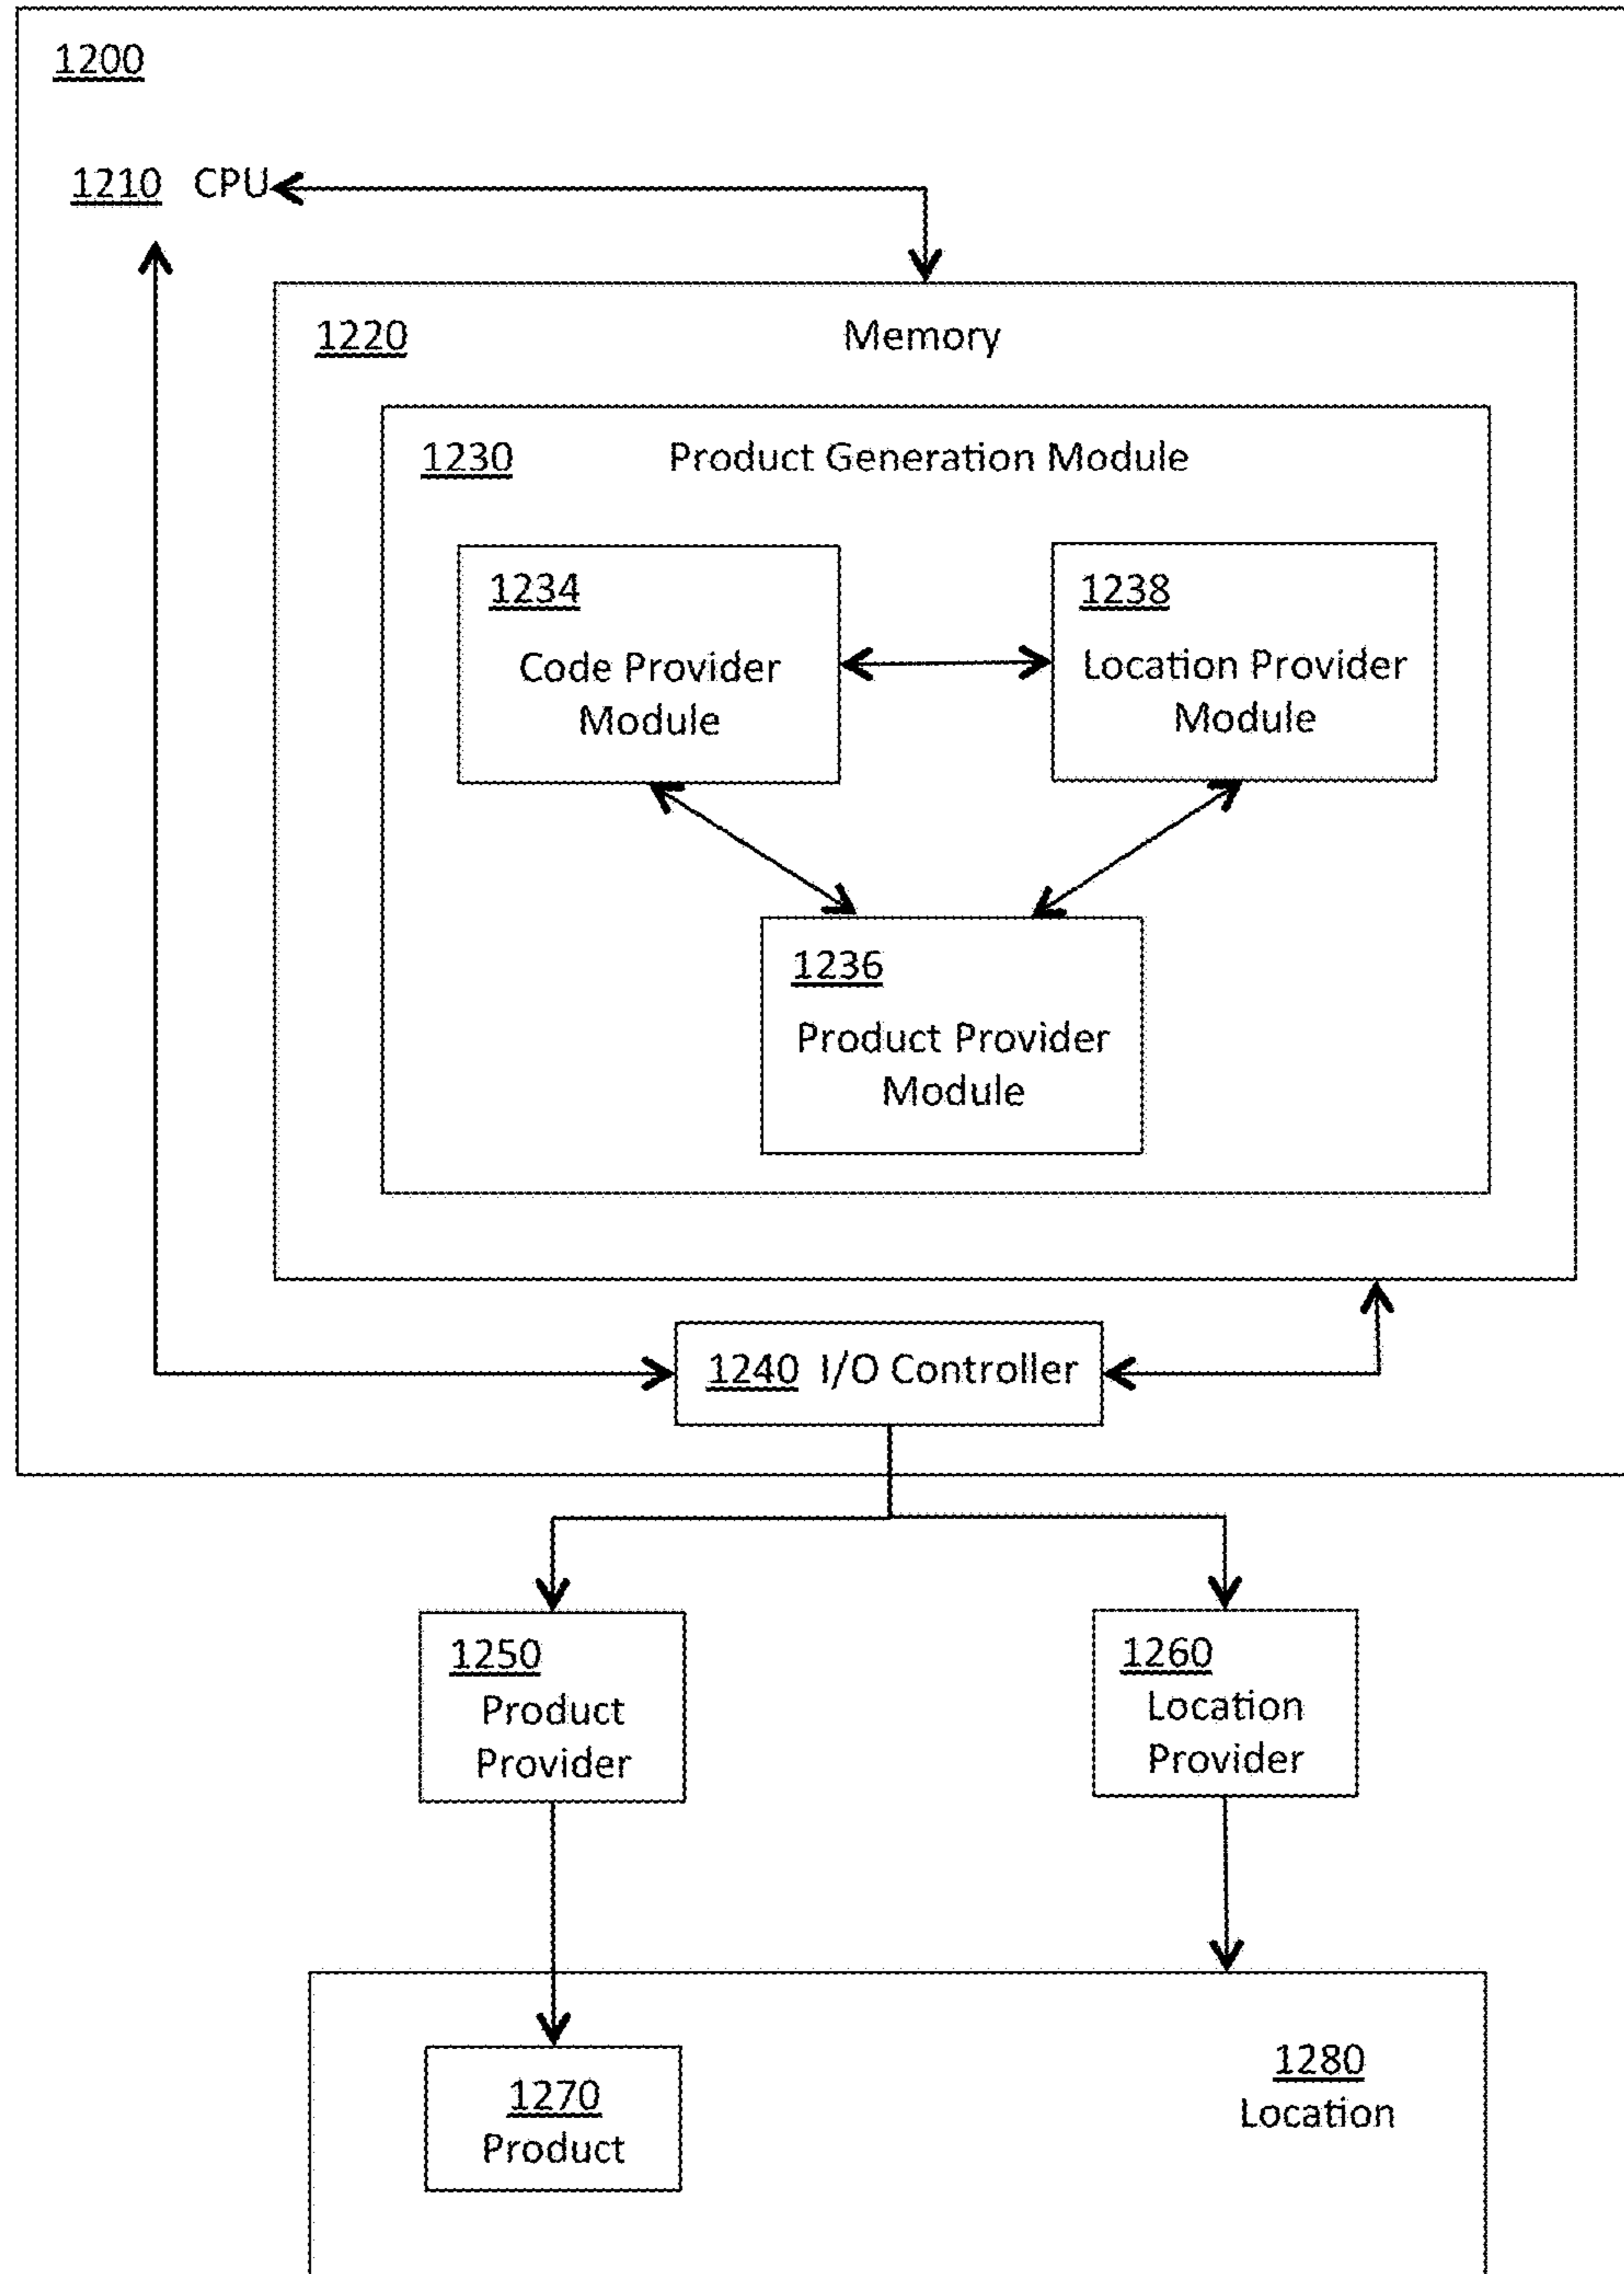 1200
1210 CPU
1220 Memory
1230 Product Generation Module
1234
Code Provider
Module
1238
Location Provider
Module
1236
Product Provider
Module
1240 I/O Controller
1250
Product
Provider
1260
Location
Provider
1270
Product
1280
Location